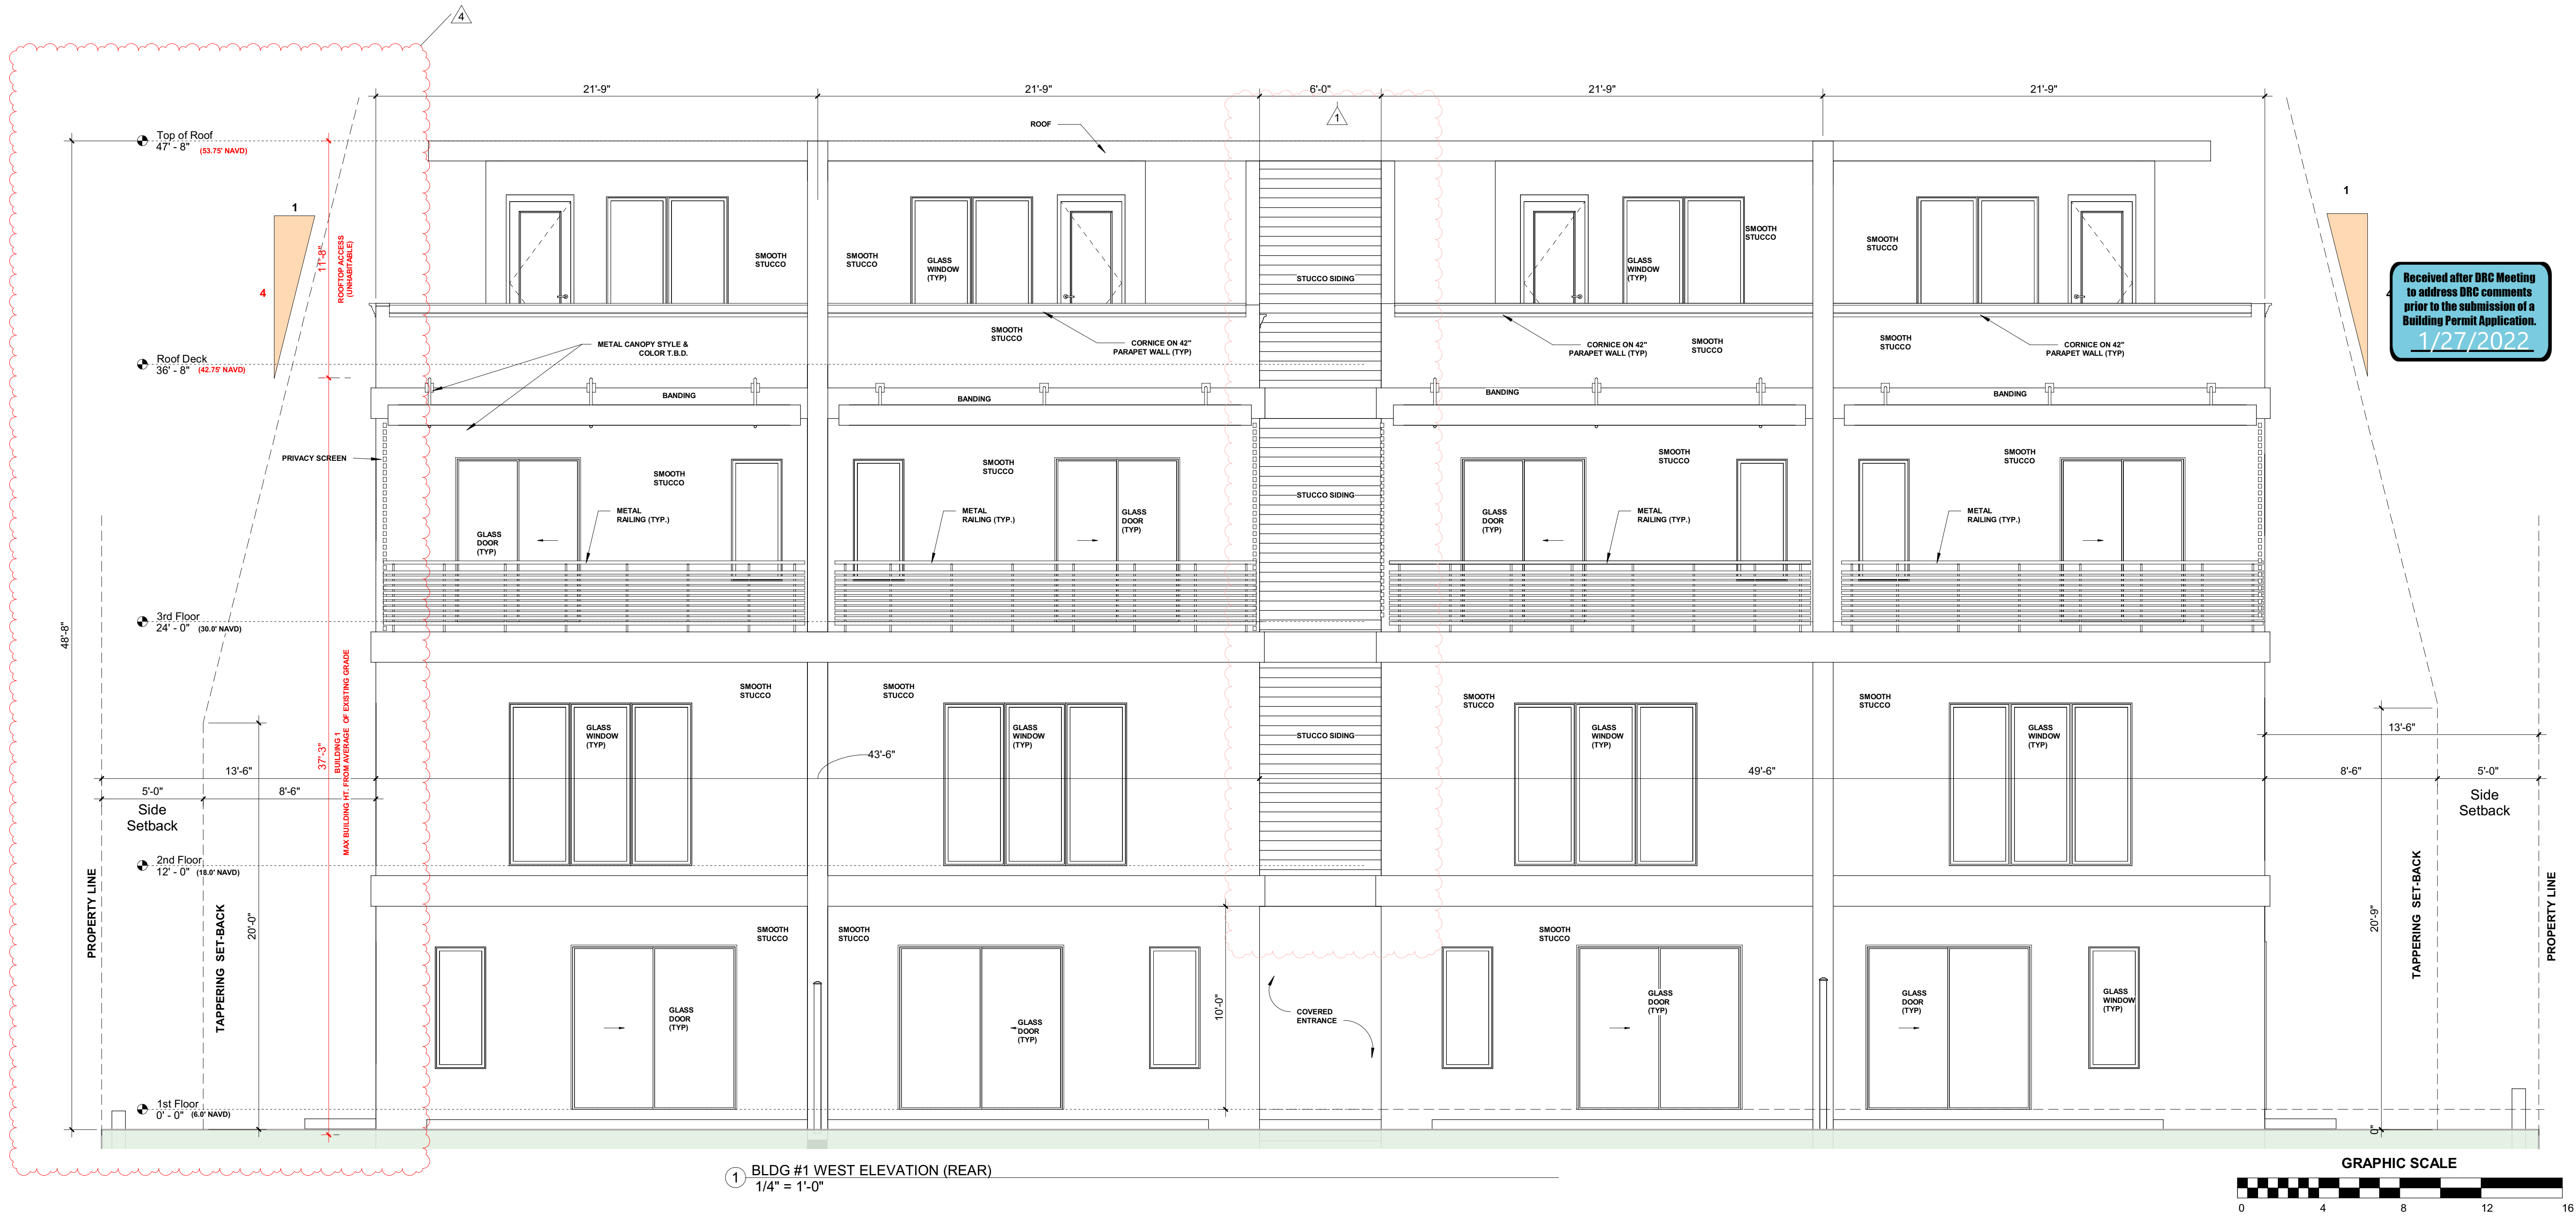 4
21'-9"
21'-9"
6'-0"
21'-9"
21'-9"
1
ROOF
Top of Roof
47' - 8" (53.75' NAVD)
1
4
11'-8"
ROOFTOP ACCESS
(UNHABITABLE)
SMOOTH
STUCCO
SMOOTH
STUCCO
GLASS
WINDOW
(TYP)
STUCCO SIDING
GLASS
WINDOW
(TYP)
SMOOTH
STUCCO
SMOOTH
STUCCO
1
Received after DRC Meeting
to address DRC comments
prior to the submission of a
Building Permit Application.
1/27/2022
SMOOTH
STUCCO
METAL CANOPY STYLE &
COLOR T.B.D.
CORNICE ON 42"
PARAPET WALL (TYP)
CORNICE ON 42"
PARAPET WALL (TYP)
SMOOTH
STUCCO
SMOOTH
STUCCO
CORNICE ON 42"
PARAPET WALL (TYP)
Roof Deck
36' - 8" (42.75' NAVD)
BANDING
BANDING
BANDING
BANDING
PRIVACY SCREEN
SMOOTH
STUCCO
SMOOTH
STUCCO
SMOOTH
STUCCO
SMOOTH
STUCCO
STUCCO SIDING
GLASS
DOOR
(TYP)
METAL
RAILING (TYP.)
METAL
RAILING (TYP.)
GLASS
DOOR
(TYP)
GLASS
DOOR
(TYP)
METAL
RAILING (TYP.)
METAL
RAILING (TYP.)
3rd Floor
24' - 0" (30.0' NAVD)
48'-8"
37'-3"
BUILDING 1
MAX BUILDING HT. FROM AVERAGE OF EXISTING GRADE
SMOOTH
STUCCO
SMOOTH
STUCCO
SMOOTH
STUCCO
SMOOTH
STUCCO
GLASS
WINDOW
(TYP)
GLASS
WINDOW
(TYP)
STUCCO SIDING
GLASS
WINDOW
(TYP)
GLASS
WINDOW
(TYP)
13'-6"
43'-6"
49'-6"
13'-6"
5'-0"
8'-6"
8'-6"
5'-0"
Side
Setback
Side
Setback
2nd Floor
12' - 0" (18.0' NAVD)
PROPERTY LINE
TAPPERING SET-BACK
20'-0"
SMOOTH
STUCCO
SMOOTH
STUCCO
SMOOTH
STUCCO
20'-9"
TAPPERING SET-BACK
PROPERTY LINE
GLASS
DOOR
(TYP)
GLASS
DOOR
(TYP)
10'-0"
COVERED
ENTRANCE
GLASS
DOOR
(TYP)
GLASS
DOOR
(TYP)
GLASS
WINDOW
(TYP)
1st Floor
0' - 0" (6.0' NAVD)
0"
1
BLDG #1 WEST ELEVATION (REAR)
1/4" = 1'-0"
GRAPHIC SCALE
0 4 8 12 16